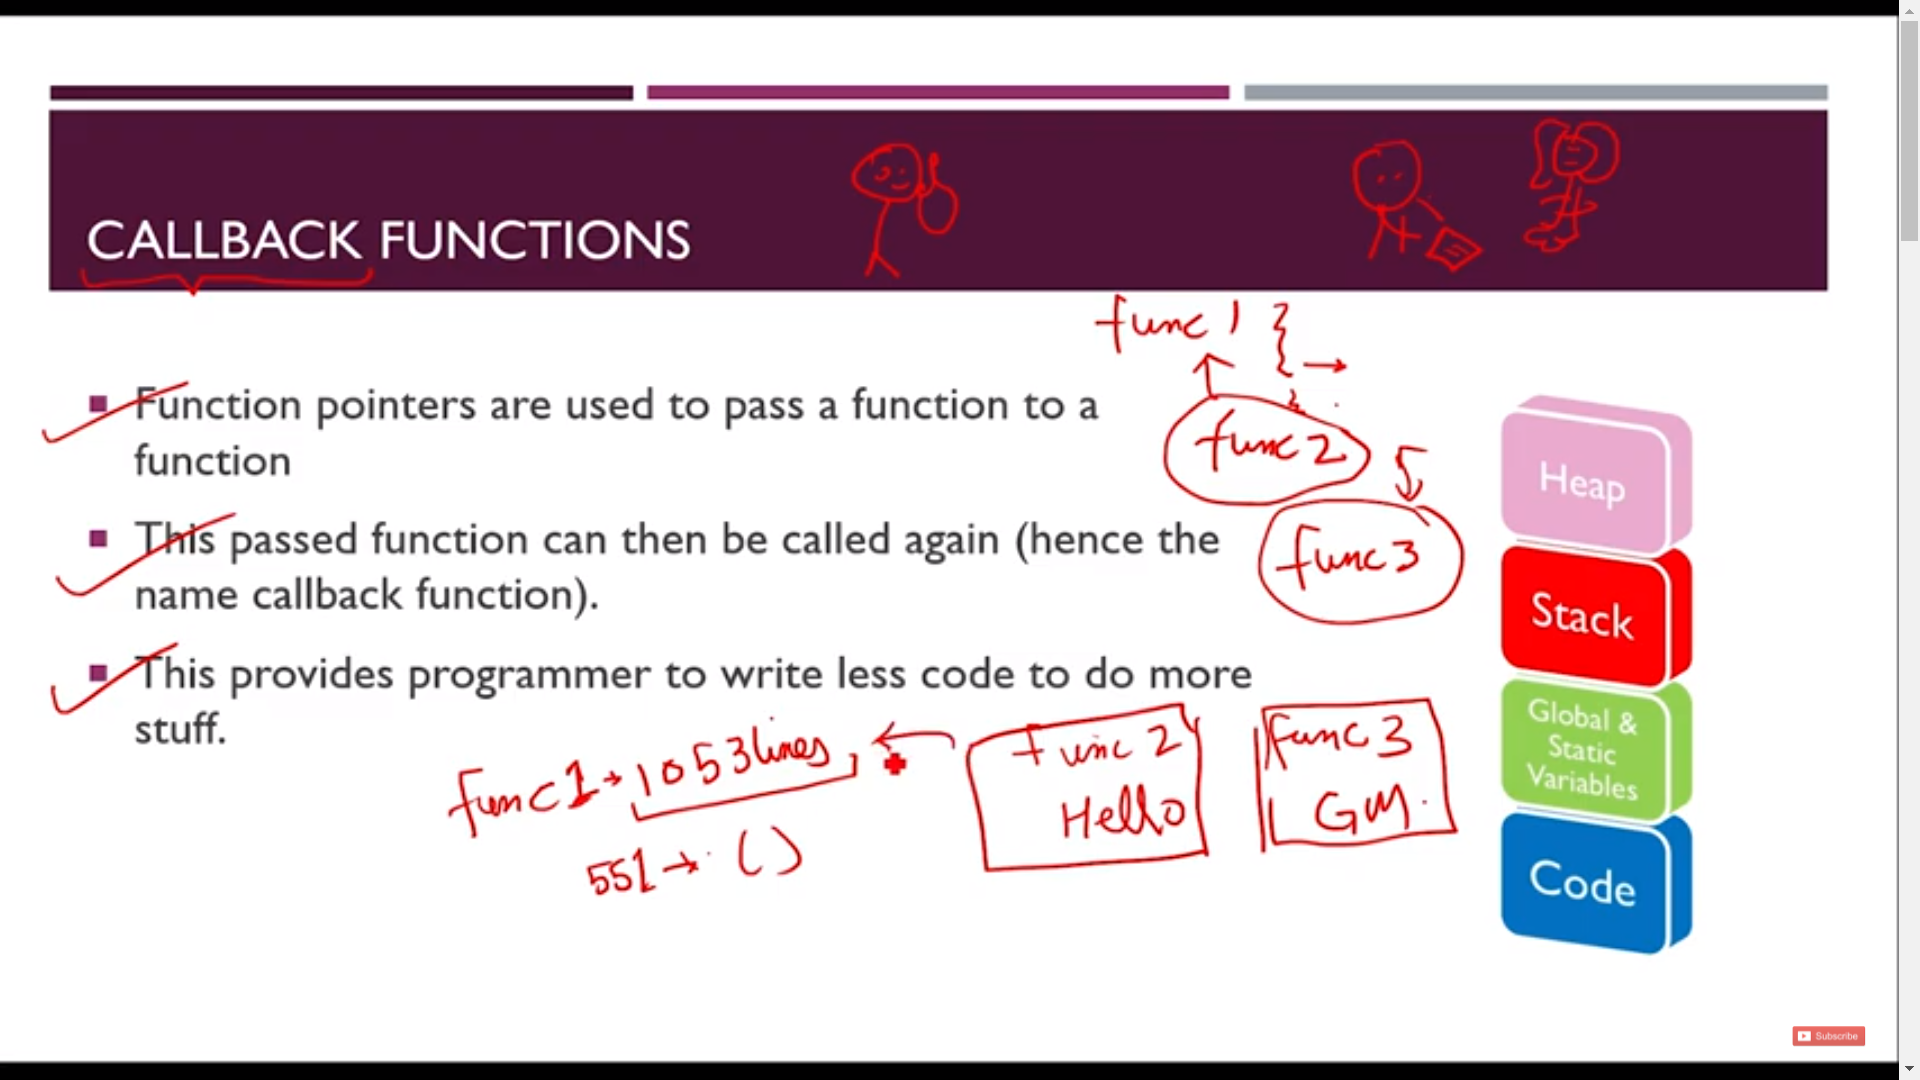 CALLBACK FUNCTIONS
func 1 }
Function pointers are used to pass a function to a
function
func 2
Heap
This passed function can then be called again (hence the
name callback function).
func 3
Stack
This provides programmer to write less code to do more
stuff.
Global &
Static
Variables
func1→1053lines
func 2
Hello
func 3
GM.
551→ ()
Code
Subscribe